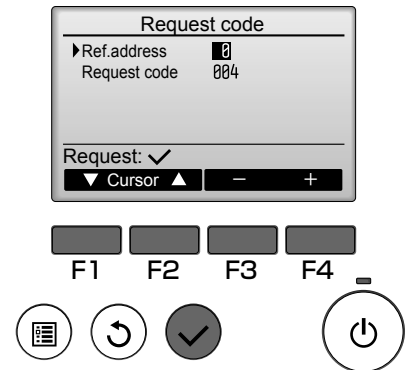 Request code
Ref.address 0
Request code 004
Request: ✓
▼ Cursor ▲ − +
F1 F2 F3 F4